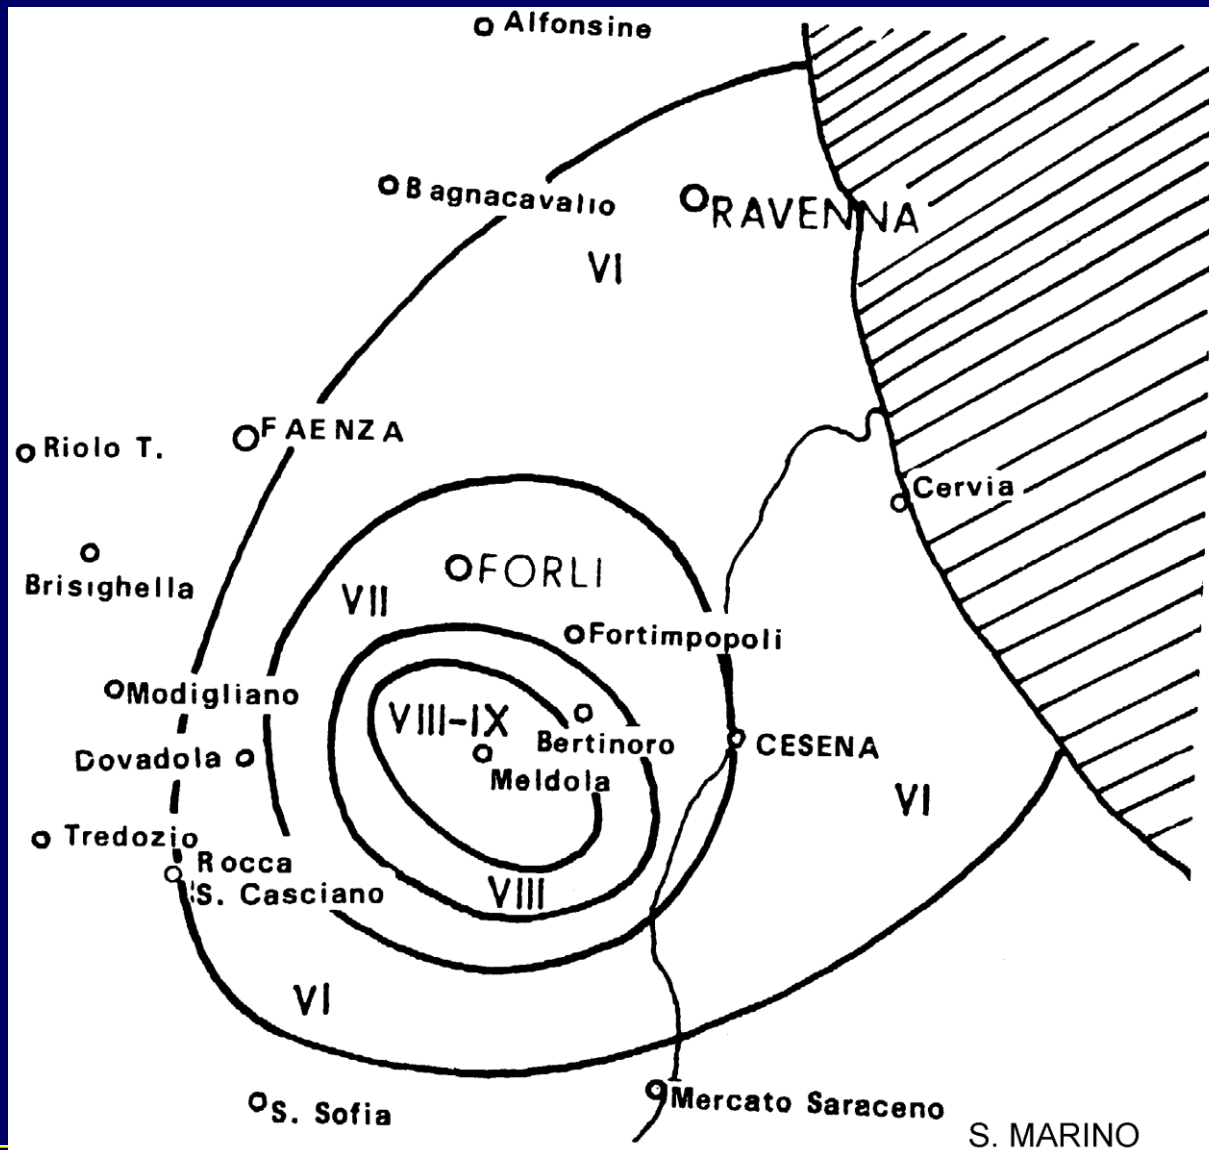 Alfonsine
Bagnacavallo
RAVENNA
VI
FAENZA
Riolo T.
Cervia
Brisighella
FORLI
VII
Fortimpopoli
Modigliano
VIII-IX
Bertinoro
CESENA
Dovadola
Meldola
VI
Tredozio
Rocca
S. Casciano
VIII
VI
Mercato Saraceno
S. Sofia
S. MARINO